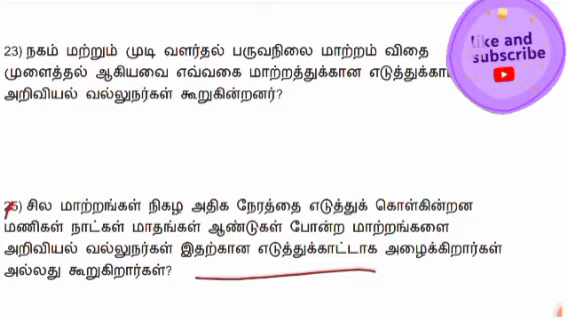 23) நகம் மற்றும் முடி வளர்தல் பருவநிலை மாற்றம் விதை
முளைத்தல் ஆகியவை எவ்வகை மாற்றத்துக்கான
அறிவியல் வல்லுநர்கள் கூறுகின்றனர்?
like and
subscribe
25) சில மாற்றங்கள் நிகழ அதிக நேரத்தை எடுத்துக் கொள்கின்றன
மணிகள் நாட்கள் மாதங்கள் ஆண்டுகள் போன்ற மாற்றங்களை
அறிவியல் வல்லுநர்கள் இதற்கான எடுத்துக்காட்டாக அழைக்கிறார்கள்
அல்லது கூறுகிறார்கள்?